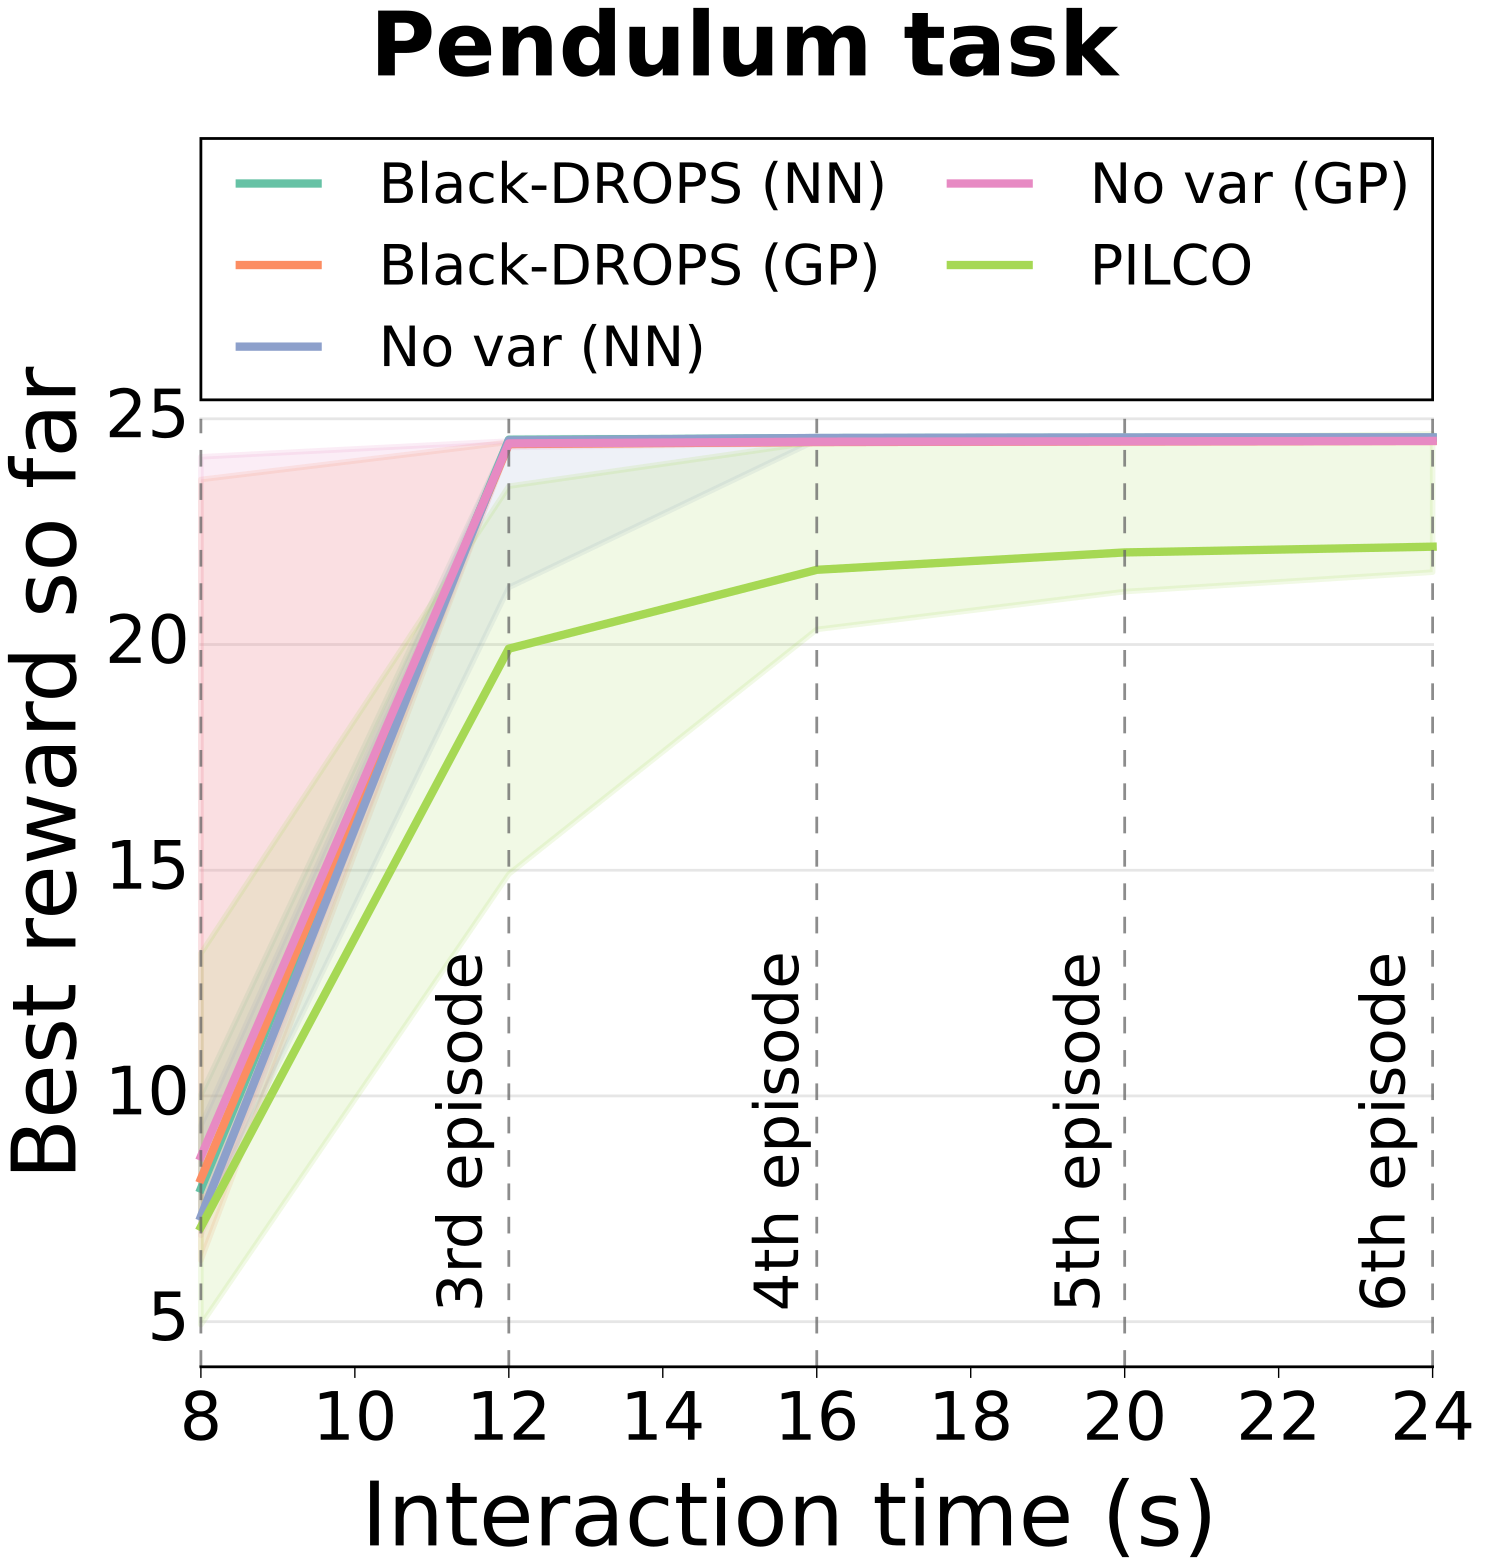 Pendulum task
Black-DROPS (NN)
Black-DROPS (GP)
No var (NN)
No var (GP)
PILCO
Best reward so far
25
20
15
10
5
3rd episode
4th episode
5th episode
6th episode
8 10 12 14 16 18 20 22 24
Interaction time (s)